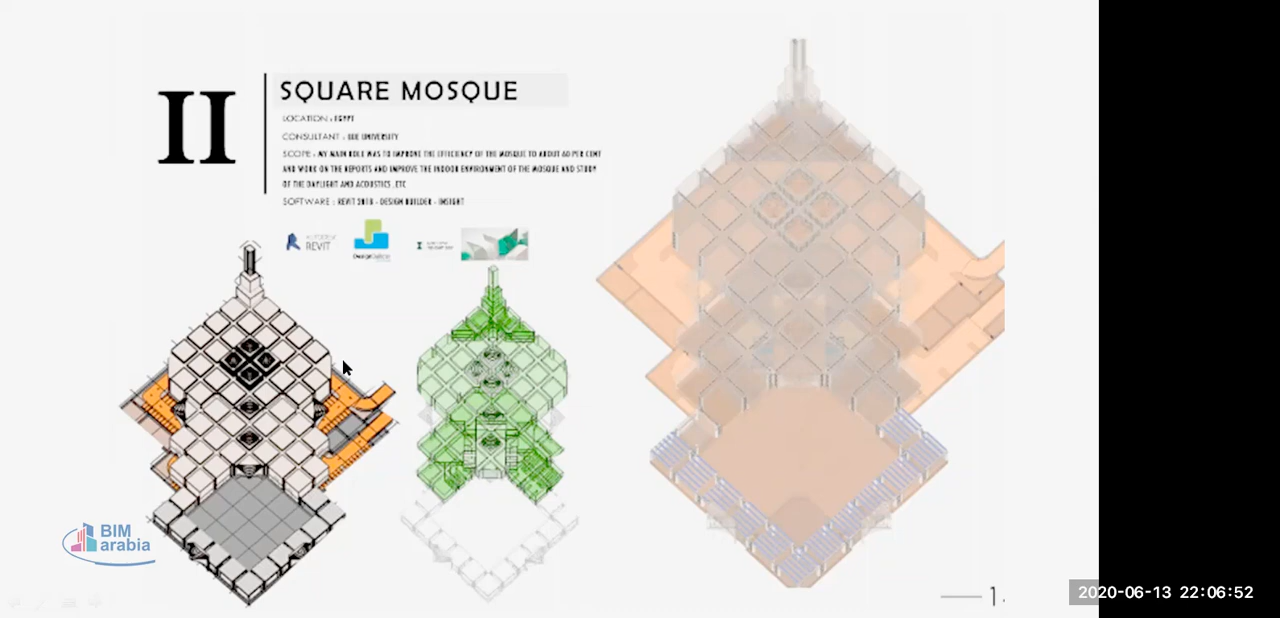 II
SQUARE MOSQUE
LOCATION : EGYPT
CONSULTANT : BUE UNIVERSITY
SCOPE : MY MAIN ROLE WAS TO IMPROVE THE EFFICIENCY OF THE MOSQUE TO ABOUT 60 PER CENT
AND WORK ON THE REPORTS AND IMPROVE THE INDOOR ENVIRONMENT OF THE MOSQUE AND STUDY
OF THE DAYLIGHT AND ACOUSTICS , ETC
SOFTWARE : REVIT 2018 - DESIGN BUILDER - INSIGHT
AUTODESK
REVIT
DesignBuilder
BIM
arabia
1
2020-06-13 22:06:52